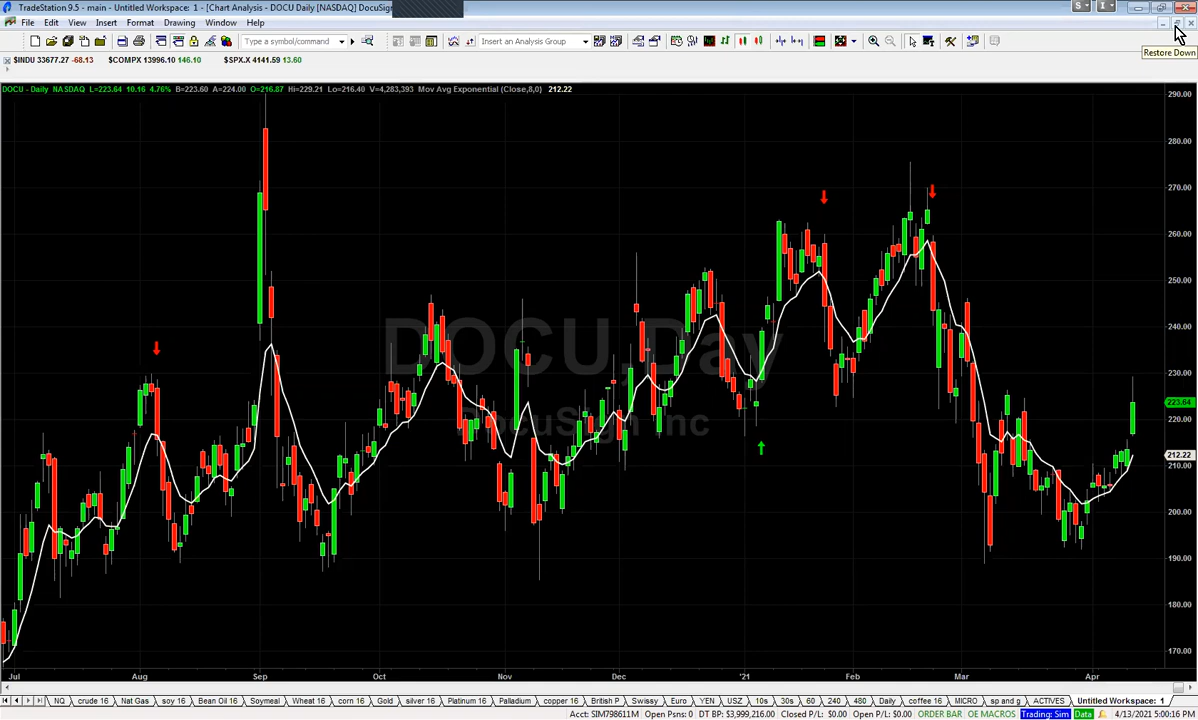 TradeStation 9.5 - main - Untitled Workspace: 1 - [Chart Analysis - DOCU Daily [NASDAQ] DocuSign
S
I
File Edit View Insert Format Drawing Window Help
Type a symbol/command
Insert an Analysis Group
Restore Down
$INDU 33677.27 -68.13 $COMPX 13996.10 146.10 $SPX.X 4141.59 13.60
DOCU - Daily NASDAQ L=223.64 10.16 4.76% B=223.60 A=224.00 O=216.87 Hi=229.21 Lo=216.40 V=4,283,393 Mov Avg Exponential (Close,8,0) 212.22
290.00
280.00
270.00
260.00
250.00
240.00
DOCU,Day
230.00
223.64
DocuSign Inc
220.00
212.22
210.00
200.00
190.00
180.00
170.00
Jul Aug Sep Oct Nov Dec '21 Feb Mar Apr
NQ crude 16 Nat Gas soy 16 Bean Oil 16 Soymeal Wheat 16 corn 16 Gold silver 16 Platinum 16 Palladium copper 16 British P Swissy Euro YEN USZ 10s 30s 60 240 480 Daily coffee 16 MICRO sp and g ACTIVES Untitled Workspace: 1
Acct: SIM798611M Open Psns: 0 DT BP: $3,999,216.00 Closed P/L: $0.00 Open P/L: $0.00 ORDER BAR OE MACROS Trading: Sim Data 4/13/2021 5:00:16 PM